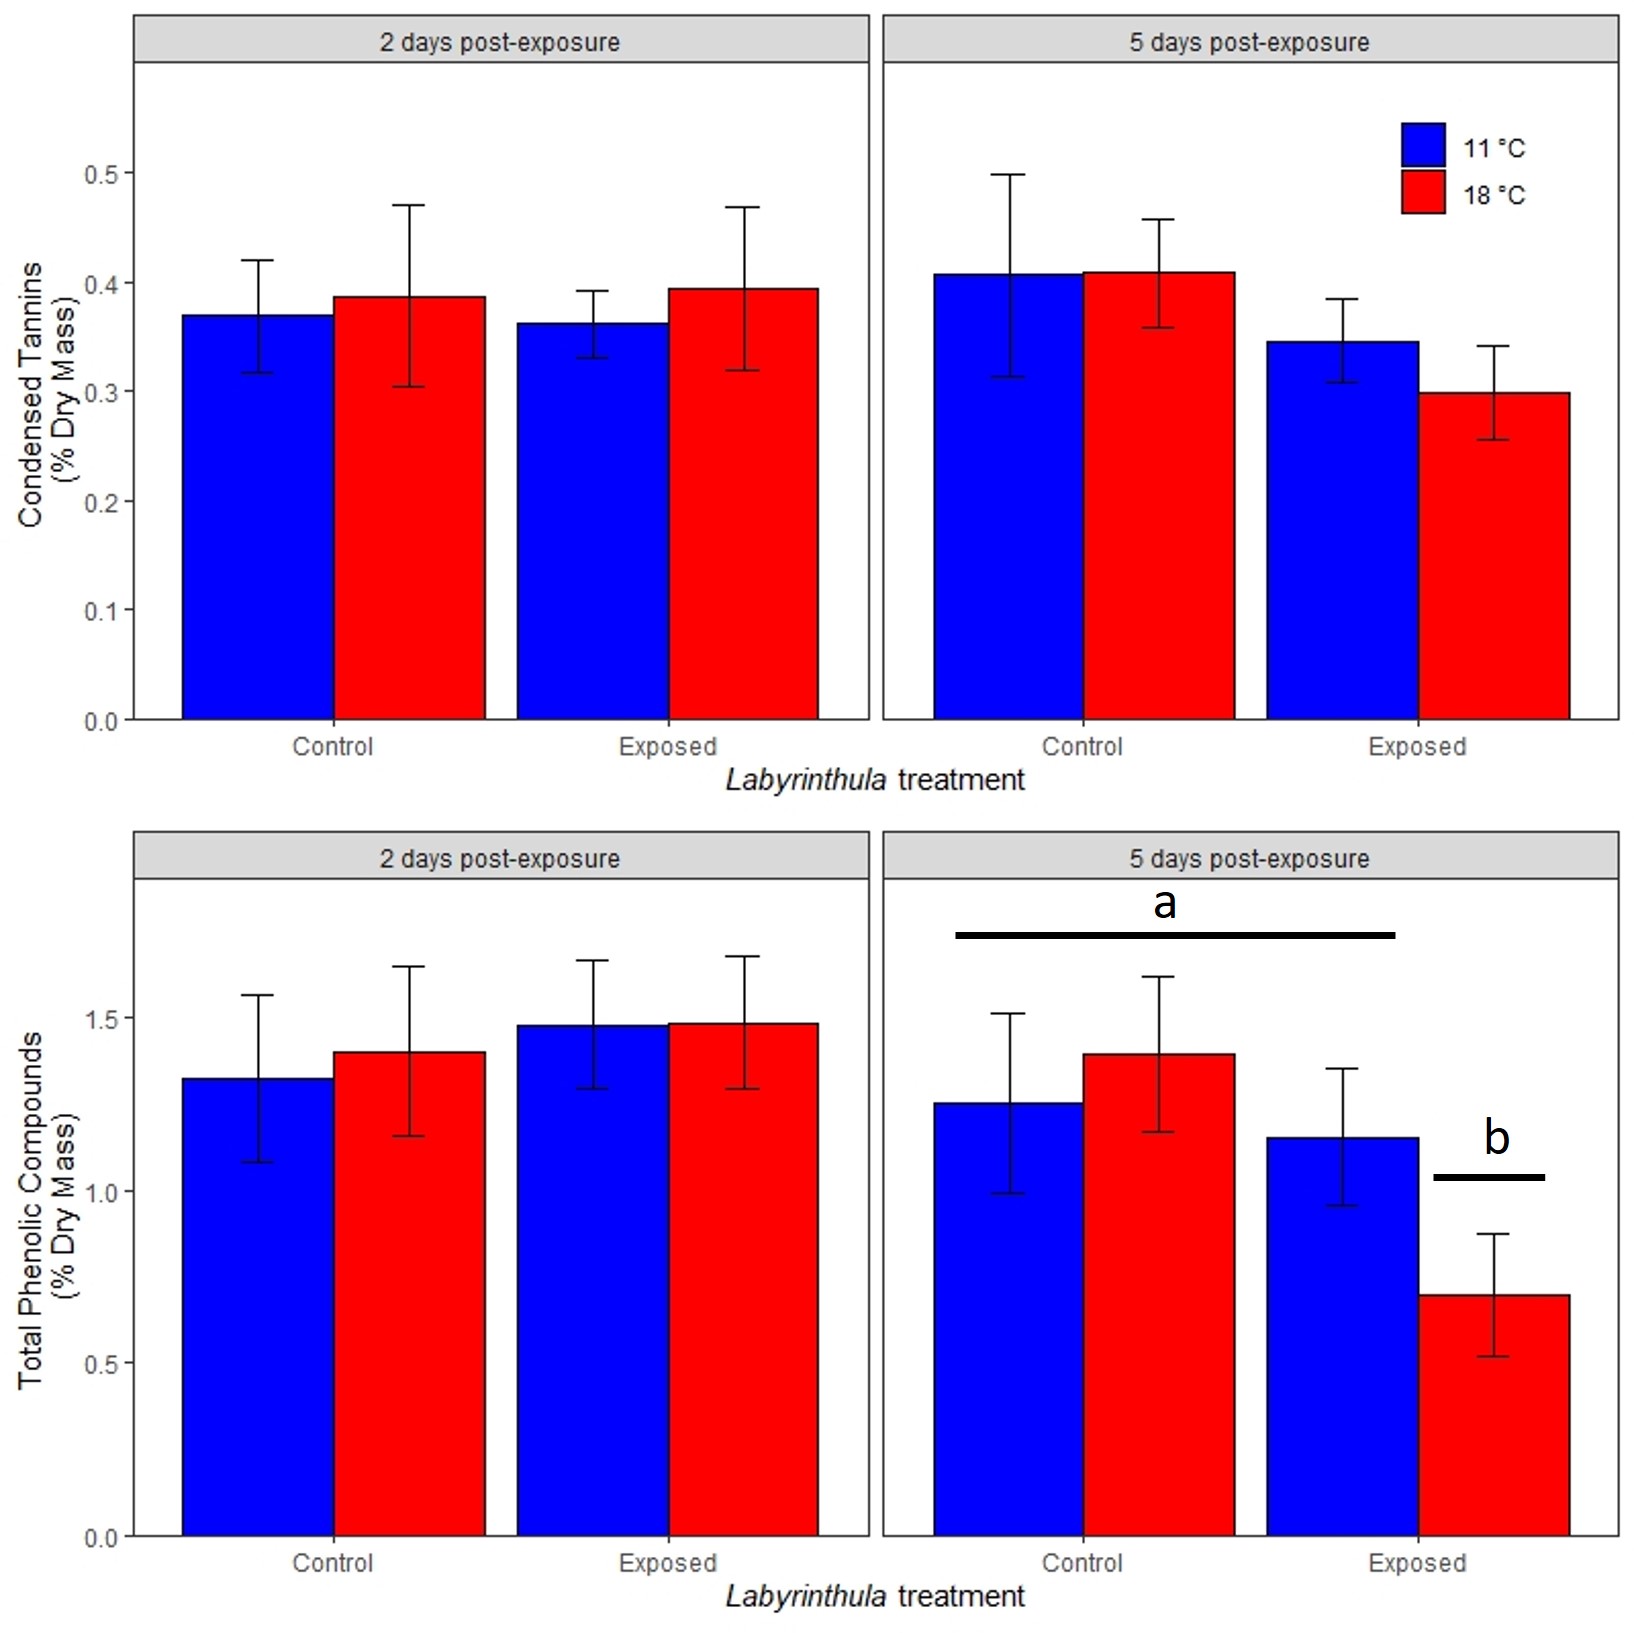 2 days post-exposure
5 days post-exposure
11 °C
18 °C
Condensed Tannins
(% Dry Mass)
0.5
0.4
0.3
0.2
0.1
0.0
Control
Exposed
Control
Exposed
Labyrinthula treatment
2 days post-exposure
5 days post-exposure
a
b
Total Phenolic Compounds
(% Dry Mass)
1.5
1.0
0.5
0.0
Control
Exposed
Control
Exposed
Labyrinthula treatment